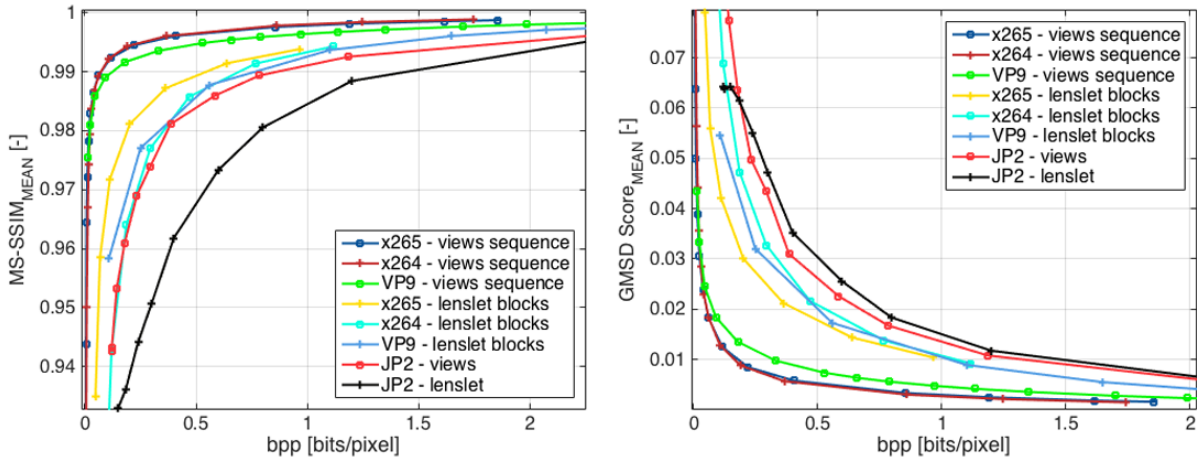 1
0.99
0.98
0.97
0.96
0.95
0.94
MS-SSIM_MEAN [-]
x265 - views sequence
x264 - views sequence
VP9 - views sequence
x265 - lenslet blocks
x264 - lenslet blocks
VP9 - lenslet blocks
JP2 - views
JP2 - lenslet
0 0.5 1 1.5 2
bpp [bits/pixel]
0.07
0.06
0.05
0.04
0.03
0.02
0.01
GMSD Score_MEAN [-]
x265 - views sequence
x264 - views sequence
VP9 - views sequence
x265 - lenslet blocks
x264 - lenslet blocks
VP9 - lenslet blocks
JP2 - views
JP2 - lenslet
0 0.5 1 1.5 2
bpp [bits/pixel]